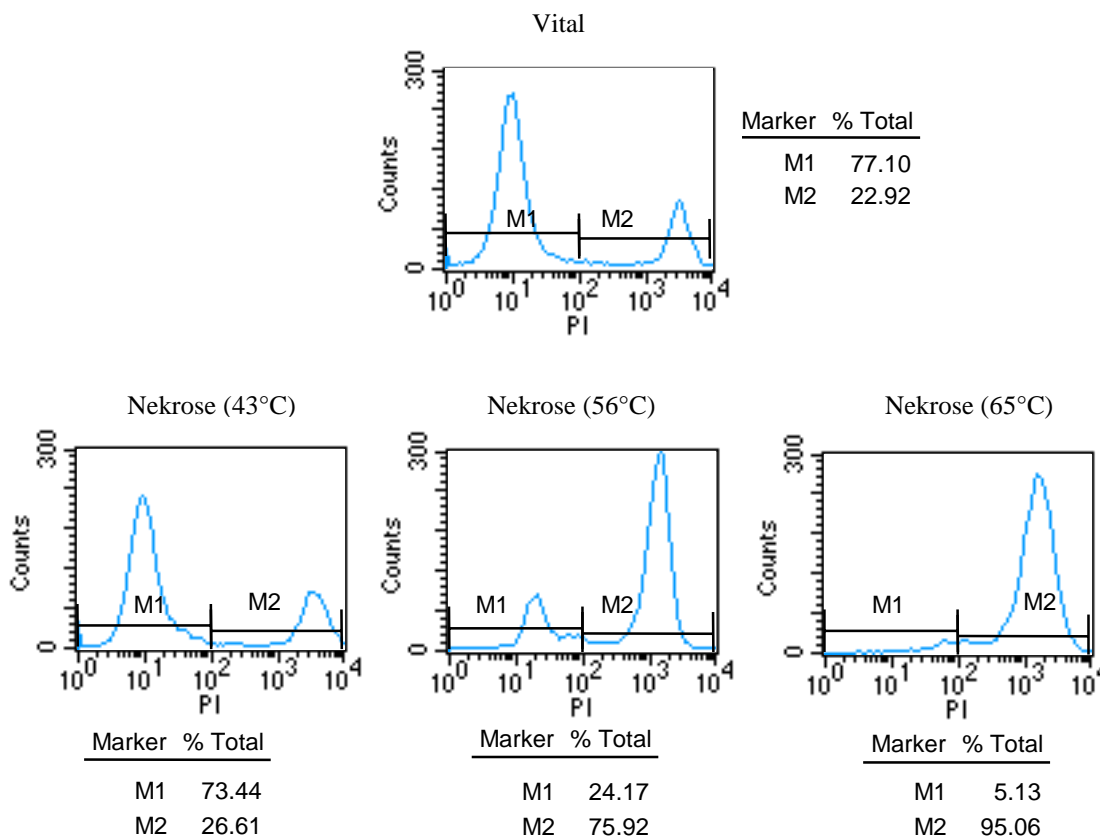 Vital
300
Counts
0
M1 M2
10^0 10^1 10^2 10^3 10^4
PI
Marker % Total
M1 77.10
M2 22.92
Nekrose (43°C)
300
Counts
0
M1 M2
10^0 10^1 10^2 10^3 10^4
PI
Marker % Total
M1 73.44
M2 26.61
Nekrose (56°C)
300
Counts
0
M1 M2
10^0 10^1 10^2 10^3 10^4
PI
Marker % Total
M1 24.17
M2 75.92
Nekrose (65°C)
300
Counts
0
M1 M2
10^0 10^1 10^2 10^3 10^4
PI
Marker % Total
M1 5.13
M2 95.06